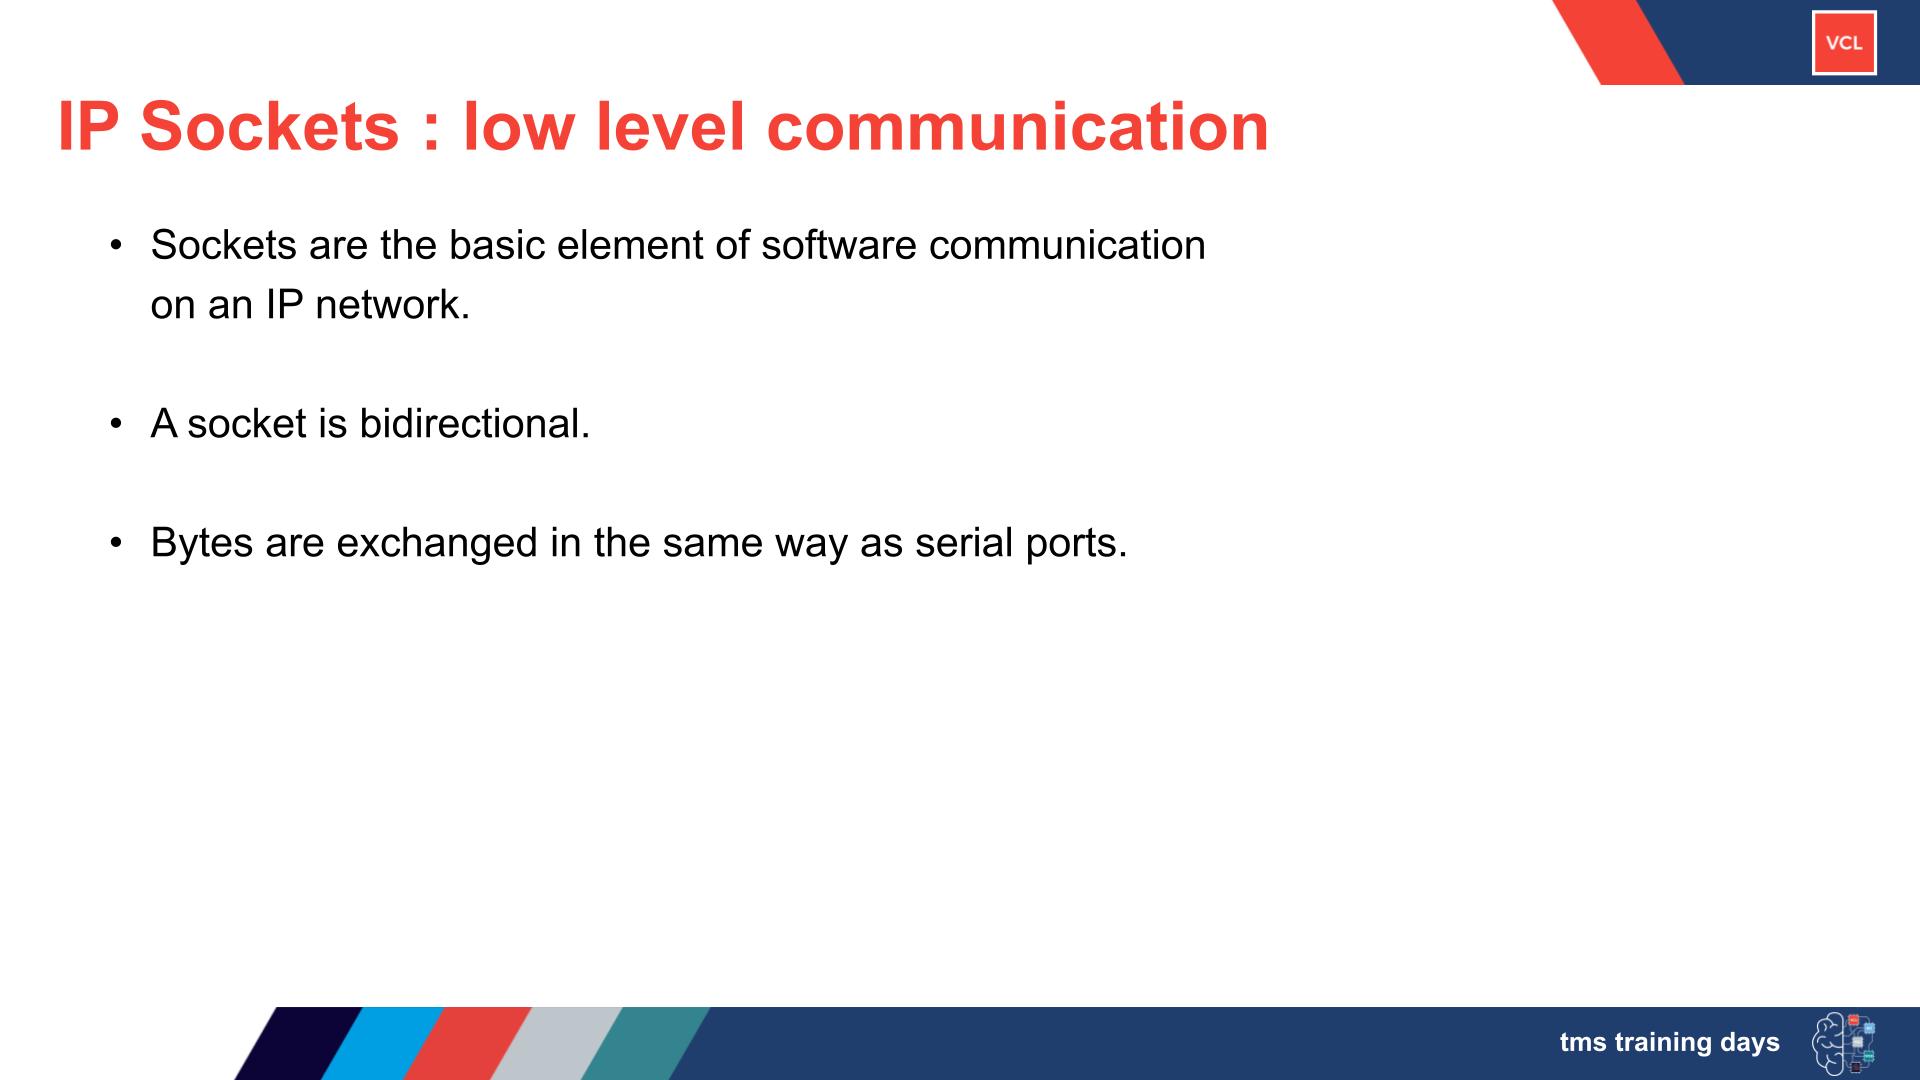 VCL
IP Sockets : low level communication
• Sockets are the basic element of software communication
on an IP network.
• A socket is bidirectional.
• Bytes are exchanged in the same way as serial ports.
tms training days